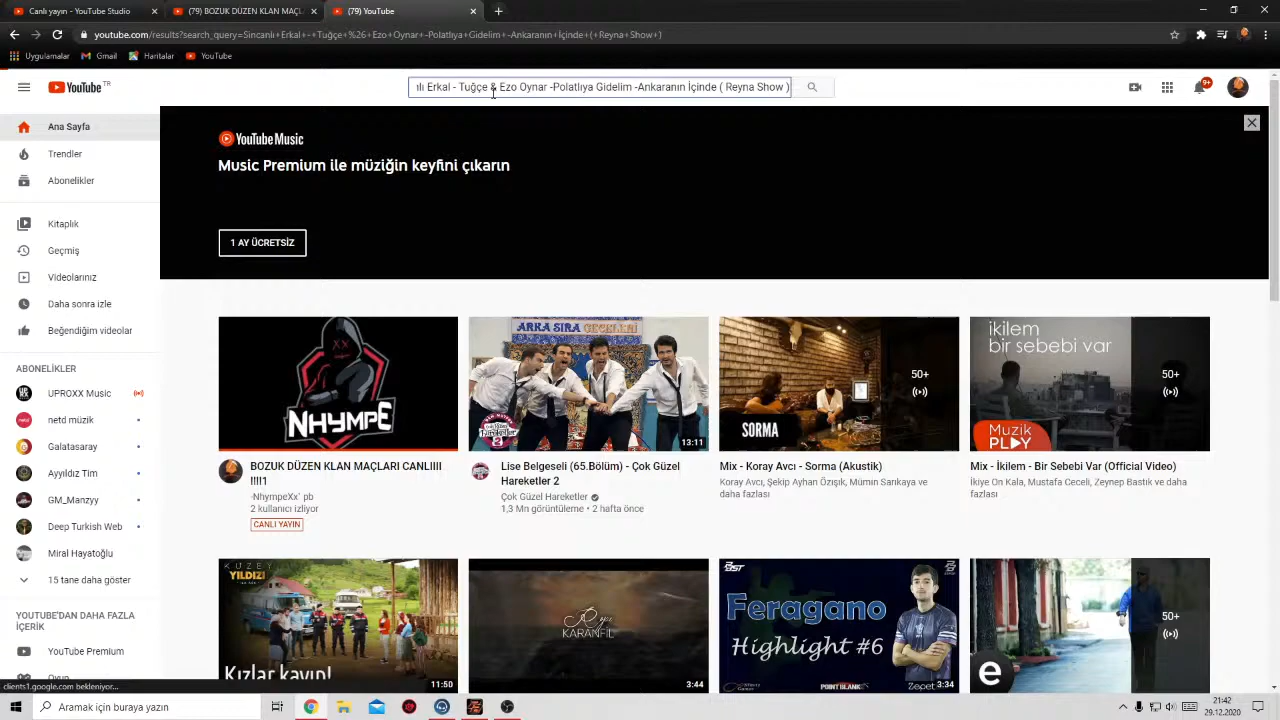 Canlı yayın - YouTube Studio
(79) BOZUK DÜZEN KLAN MAÇL
(79) YouTube
youtube.com/results?search_query=Sincanlı+Erkal+-+Tuğçe+%26+Ezo+Oynar+-Polatlıya+Gidelim+-Ankaranın+İçinde+(+Reyna+Show+)
Uygulamalar
Gmail
Haritalar
YouTube
YouTube TR
ılı Erkal - Tuğçe & Ezo Oynar -Polatlıya Gidelim -Ankaranın İçinde ( Reyna Show )
9+
Ana Sayfa
Trendler
Abonelikler
Kitaplık
Geçmiş
Videolarınız
Daha sonra izle
Beğendiğim videolar
ABONELİKLER
UPROXX Music
netd müzik
Galatasaray
Ayyıldız Tim
GM_Manzyy
Deep Turkish Web
Miral Hayatoğlu
15 tane daha göster
YOUTUBE'DAN DAHA FAZLA
İÇERİK
YouTube Premium
clients1.google.com bekleniyor...
YouTube Music
Music Premium ile müziğin keyfini çıkarın
1 AY ÜCRETSİZ
XX
NHYMPE
BOZUK DÜZEN KLAN MAÇLARI CANLIIII
!!!!1
·NhympeXx' pb
2 kullanıcı izliyor
CANLI YAYIN
ARKA SIRA GECELERİ
13:11
Lise Belgeseli (65.Bölüm) - Çok Güzel
Hareketler 2
Çok Güzel Hareketler
1,3 Mn görüntüleme • 2 hafta önce
SORMA
50+
Mix - Koray Avcı - Sorma (Akustik)
Koray Avcı, Şekip Ayhan Özışık, Mümin Sarıkaya ve
daha fazlası
ikilem
bir sebebi var
Muzik
PLAY
50+
Mix - İkilem - Bir Sebebi Var (Official Video)
İkiye On Kala, Mustafa Ceceli, Zeynep Bastık ve daha
fazlası
KUZEY
YILDIZI
Kızlar kayıp!
11:50
KARANFİL
3:44
Feragano
Highlight #6
POINT BLANK
Zepet
3:34
e
50+
Aramak için buraya yazın
21:42
29.12.2020